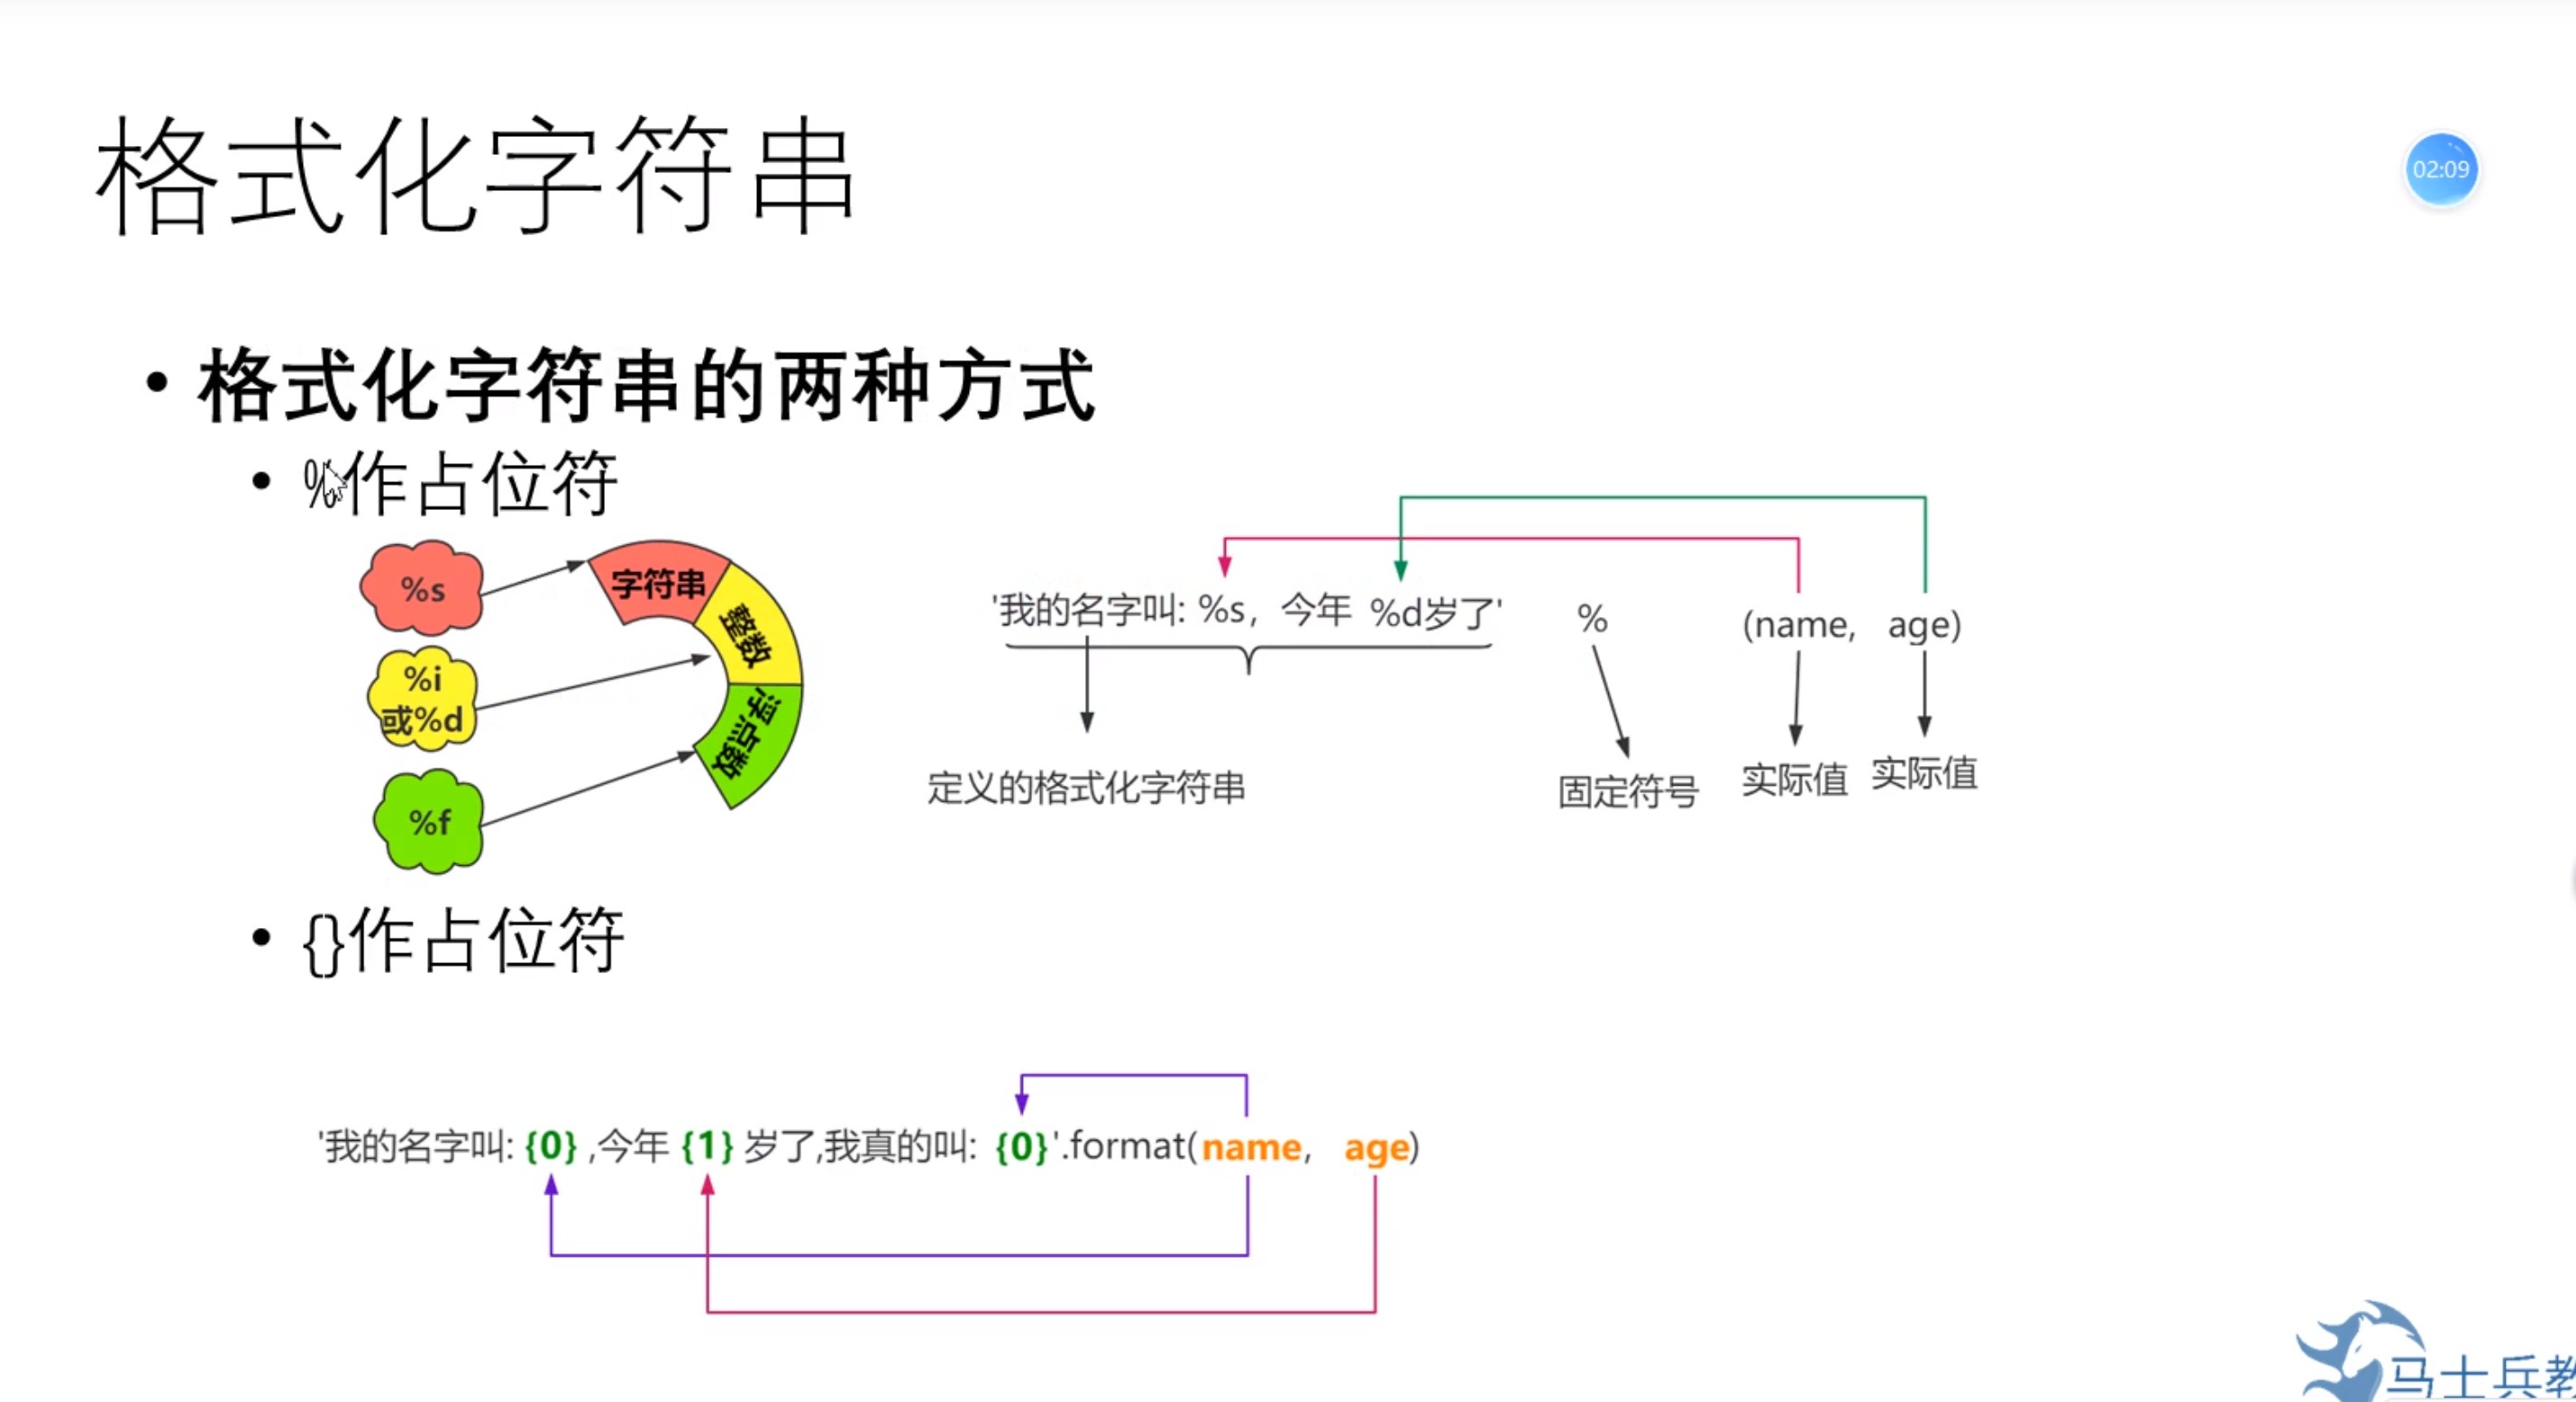 格式化字符串
02:09
• 格式化字符串的两种方式
• %作占位符
%s
字符串
%i
或%d
整数
%f
浮点数
'我的名字叫: %s, 今年 %d岁了' % (name, age)
定义的格式化字符串
固定符号
实际值
实际值
• {}作占位符
'我的名字叫: {0} ,今年 {1} 岁了,我真的叫: {0}'.format(name, age)
马士兵教